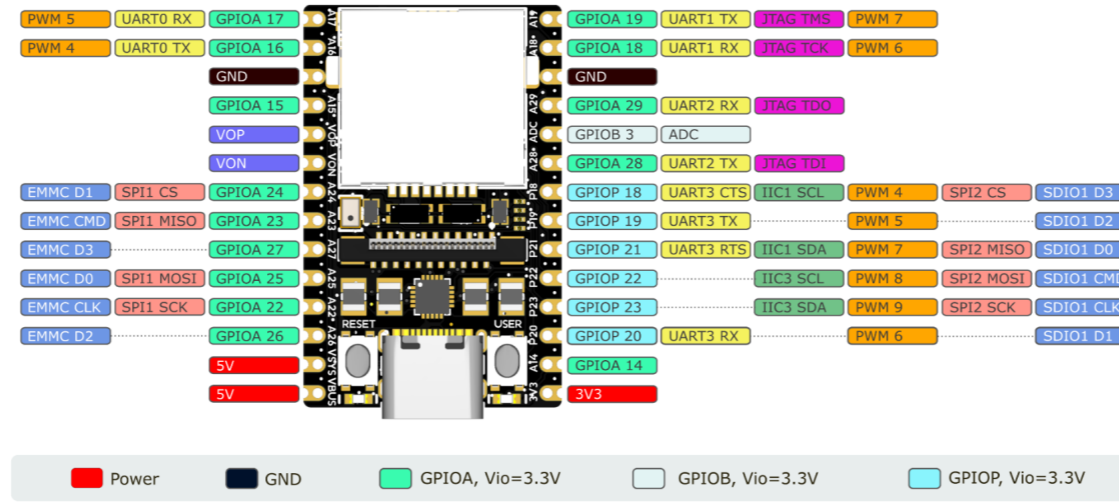 PWM 5 UART0 RX GPIOA 17 A17 A19 GPIOA 19 UART1 TX JTAG TMS PWM 7
PWM 4 UART0 TX GPIOA 16 A16 A18 GPIOA 18 UART1 RX JTAG TCK PWM 6
GND GND
GPIOA 15 A15 A29 GPIOA 29 UART2 RX JTAG TDO
VOP VOP ADC GPIOB 3 ADC
VON VON A28 GPIOA 28 UART2 TX JTAG TDI
EMMC D1 SPI1 CS GPIOA 24 A24 P18 GPIOP 18 UART3 CTS IIC1 SCL PWM 4 SPI2 CS SDIO1 D3
EMMC CMD SPI1 MISO GPIOA 23 A23 P19 GPIOP 19 UART3 TX PWM 5 SDIO1 D2
EMMC D3 GPIOA 27 A27 P21 GPIOP 21 UART3 RTS IIC1 SDA PWM 7 SPI2 MISO SDIO1 D0
EMMC D0 SPI1 MOSI GPIOA 25 A25 P22 GPIOP 22 IIC3 SCL PWM 8 SPI2 MOSI SDIO1 CMD
EMMC CLK SPI1 SCK GPIOA 22 A22 P23 GPIOP 23 IIC3 SDA PWM 9 SPI2 SCK SDIO1 CLK
RESET USER
EMMC D2 GPIOA 26 A26 P20 GPIOP 20 UART3 RX PWM 6 SDIO1 D1
5V VSYS A14 GPIOA 14
5V VBUS 3V3 3V3
Power GND GPIOA, Vio=3.3V GPIOB, Vio=3.3V GPIOP, Vio=3.3V